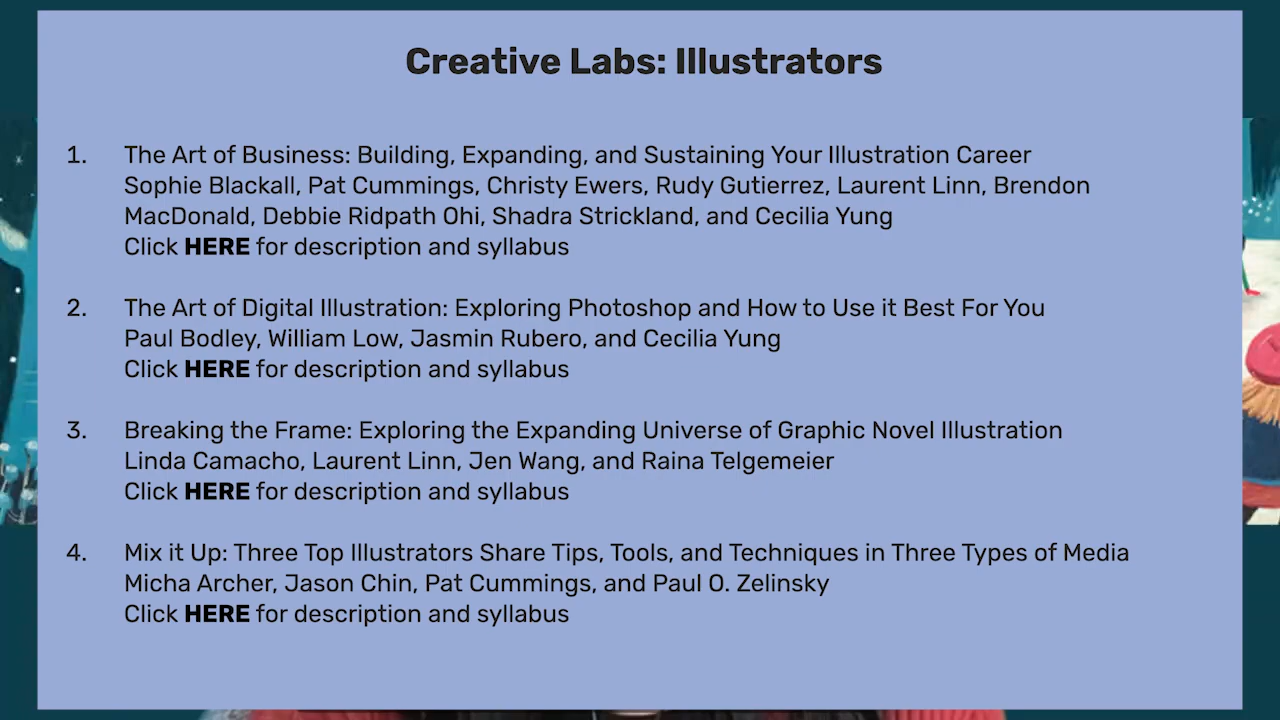 Creative Labs: Illustrators
1. The Art of Business: Building, Expanding, and Sustaining Your Illustration Career
Sophie Blackall, Pat Cummings, Christy Ewers, Rudy Gutierrez, Laurent Linn, Brendon
MacDonald, Debbie Ridpath Ohi, Shadra Strickland, and Cecilia Yung
Click HERE for description and syllabus
2. The Art of Digital Illustration: Exploring Photoshop and How to Use it Best For You
Paul Bodley, William Low, Jasmin Rubero, and Cecilia Yung
Click HERE for description and syllabus
3. Breaking the Frame: Exploring the Expanding Universe of Graphic Novel Illustration
Linda Camacho, Laurent Linn, Jen Wang, and Raina Telgemeier
Click HERE for description and syllabus
4. Mix it Up: Three Top Illustrators Share Tips, Tools, and Techniques in Three Types of Media
Micha Archer, Jason Chin, Pat Cummings, and Paul O. Zelinsky
Click HERE for description and syllabus